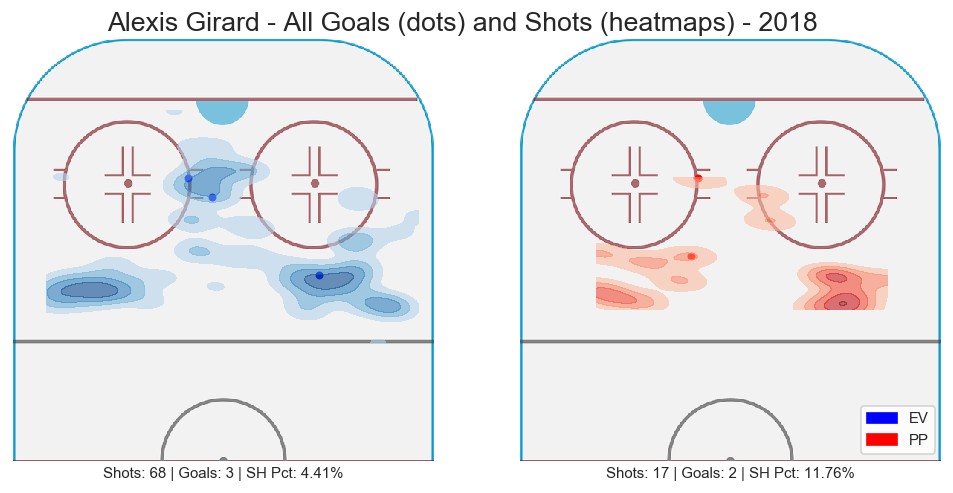 Alexis Girard - All Goals (dots) and Shots (heatmaps) - 2018
EV
PP
Shots: 68 | Goals: 3 | SH Pct: 4.41%
Shots: 17 | Goals: 2 | SH Pct: 11.76%